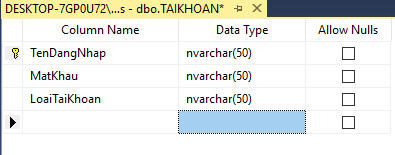 DESKTOP-7GP0U72\...s - dbo.TAIKHOAN*
Column Name Data Type Allow Nulls
TenDangNhap nvarchar(50)
MatKhau nvarchar(50)
LoaiTaiKhoan nvarchar(50)